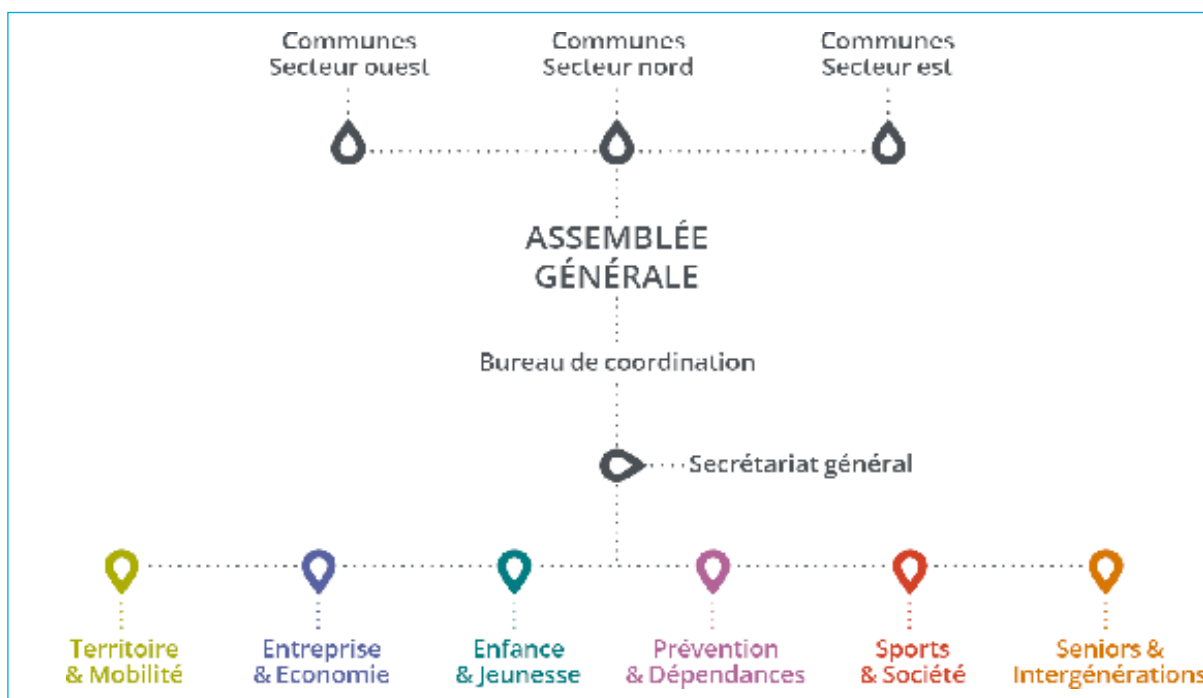 Communes
Secteur ouest
Communes
Secteur nord
Communes
Secteur est
ASSEMBLÉE
GÉNÉRALE
Bureau de coordination
Secrétariat général
Territoire
& Mobilité
Entreprise
& Economie
Enfance
& Jeunesse
Prévention
& Dépendances
Sports
& Société
Seniors &
Intergénérations